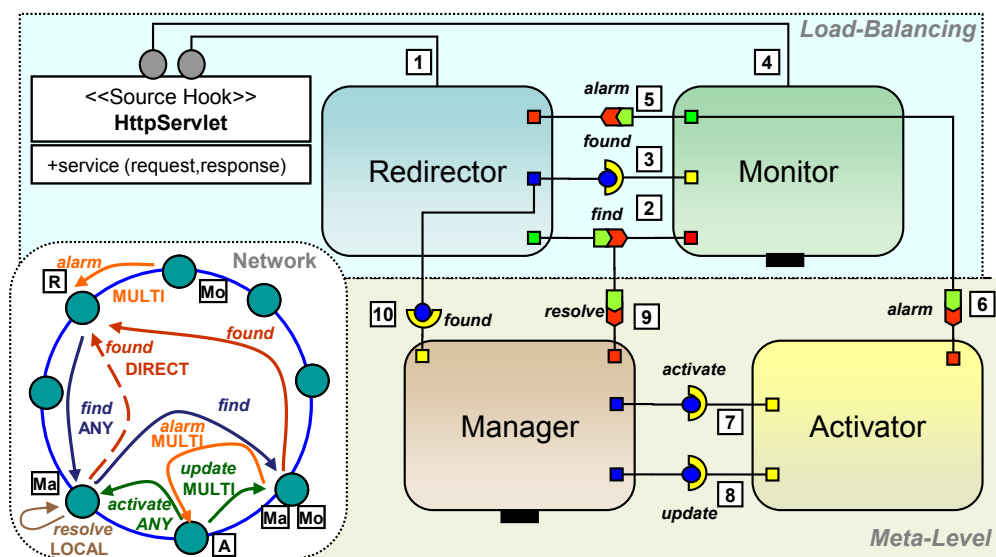 Load-Balancing
1
4
<<Source Hook>>
HttpServlet
+service (request,response)
alarm
5
found
3
Redirector
Monitor
find
2
Network
R
alarm
MULTI
Mo
found
found
DIRECT
find
ANY
find
alarm
MULTI
update
MULTI
activate
ANY
Ma
Ma
Mo
resolve
LOCAL
A
10
found
resolve
9
alarm
6
activate
Manager
7
Activator
8
update
Meta-Level